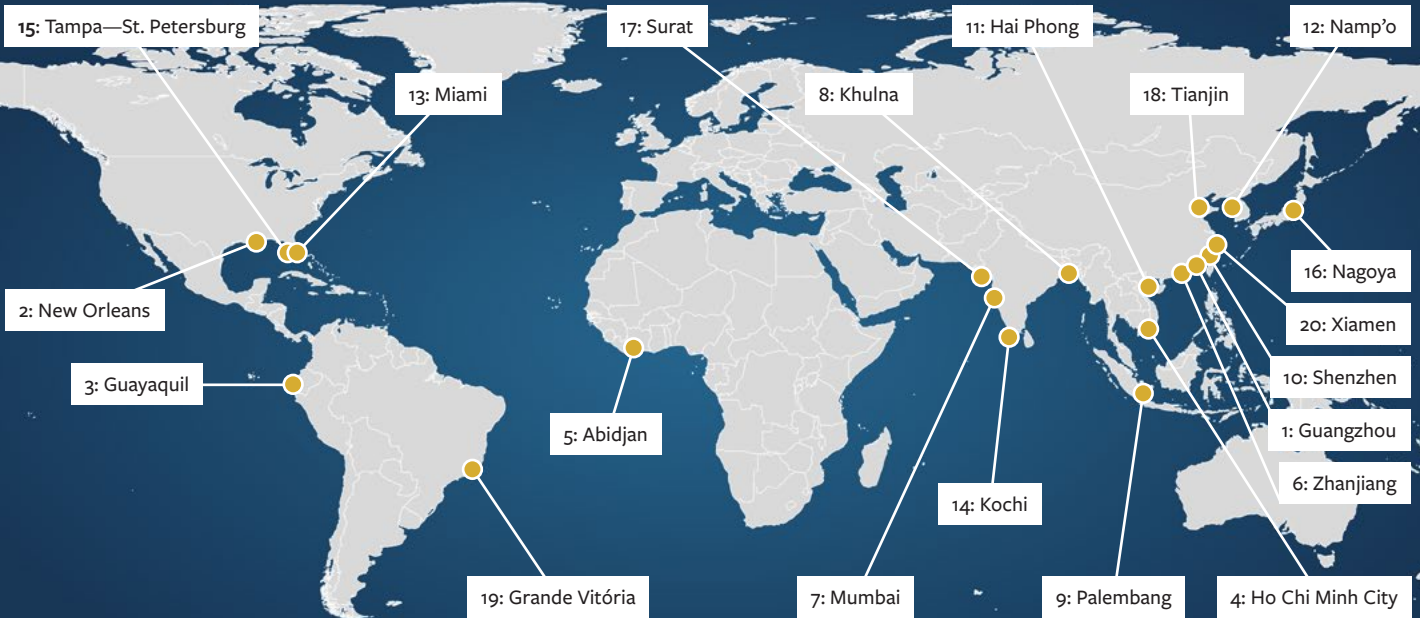 15: Tampa—St. Petersburg
17: Surat
11: Hai Phong
12: Namp’o
13: Miami
8: Khulna
18: Tianjin
16: Nagoya
2: New Orleans
20: Xiamen
3: Guayaquil
10: Shenzhen
5: Abidjan
1: Guangzhou
6: Zhanjiang
14: Kochi
19: Grande Vitória
7: Mumbai
9: Palembang
4: Ho Chi Minh City